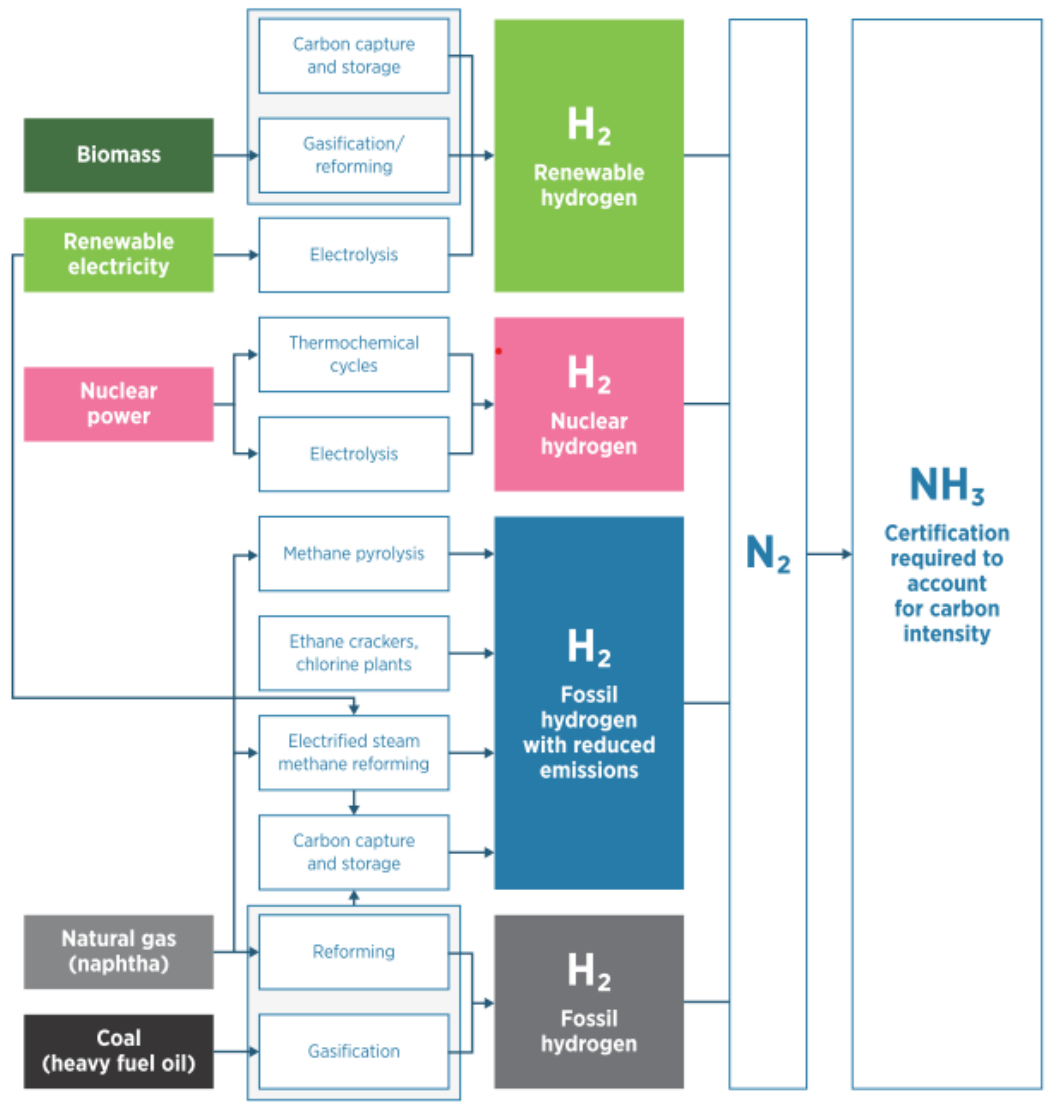 Carbon capture
and storage
Biomass
Gasification/
reforming
H₂
Renewable
hydrogen
Renewable
electricity
Electrolysis
Thermochemical
cycles
Nuclear
power
Electrolysis
H₂
Nuclear
hydrogen
Methane pyrolysis
Ethane crackers,
chlorine plants
Electrified steam
methane reforming
Carbon capture
and storage
H₂
Fossil
hydrogen
with reduced
emissions
Natural gas
(naphtha)
Reforming
Coal
(heavy fuel oil)
Gasification
H₂
Fossil
hydrogen
N₂
NH₃
Certification
required to
account
for carbon
intensity